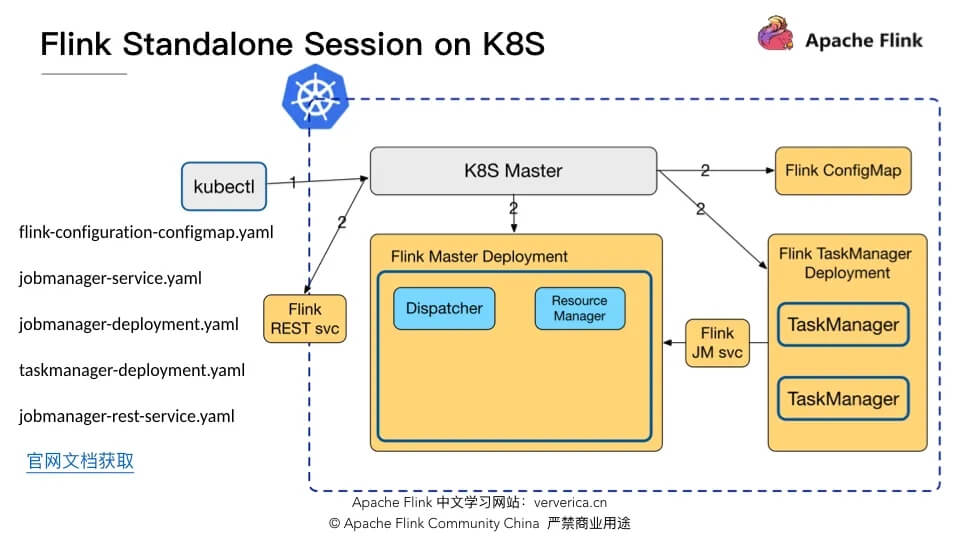 Flink Standalone Session on K8S
Apache Flink
kubectl
1
K8S Master
2
Flink ConfigMap
2
2
2
flink-configuration-configmap.yaml
jobmanager-service.yaml
jobmanager-deployment.yaml
taskmanager-deployment.yaml
jobmanager-rest-service.yaml
官网文档获取
Flink
REST svc
Flink Master Deployment
Dispatcher
Resource
Manager
Flink
JM svc
Flink TaskManager
Deployment
TaskManager
TaskManager
Apache Flink 中文学习网站：ververica.cn
© Apache Flink Community China 严禁商业用途